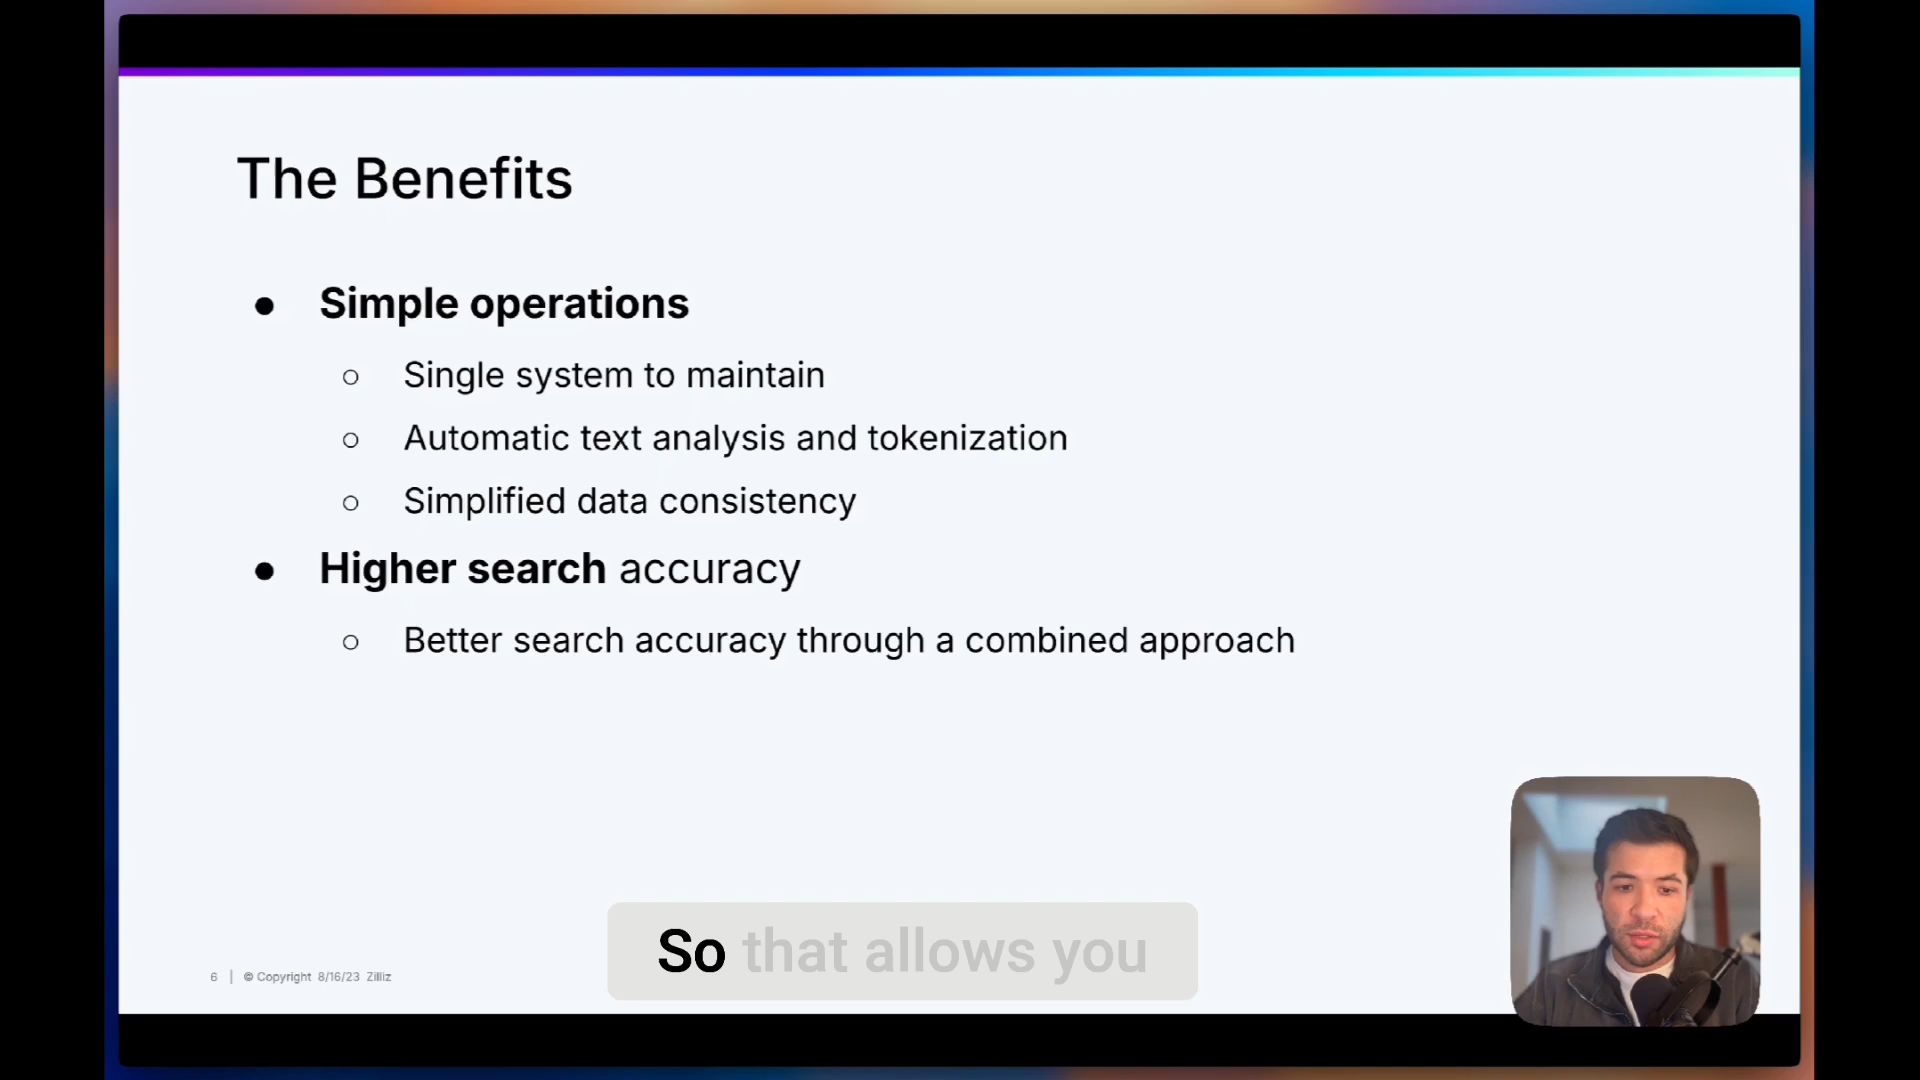 The Benefits
● Simple operations
○ Single system to maintain
○ Automatic text analysis and tokenization
○ Simplified data consistency
● Higher search accuracy
○ Better search accuracy through a combined approach
So that allows you
6 | © Copyright 8/16/23 Zilliz